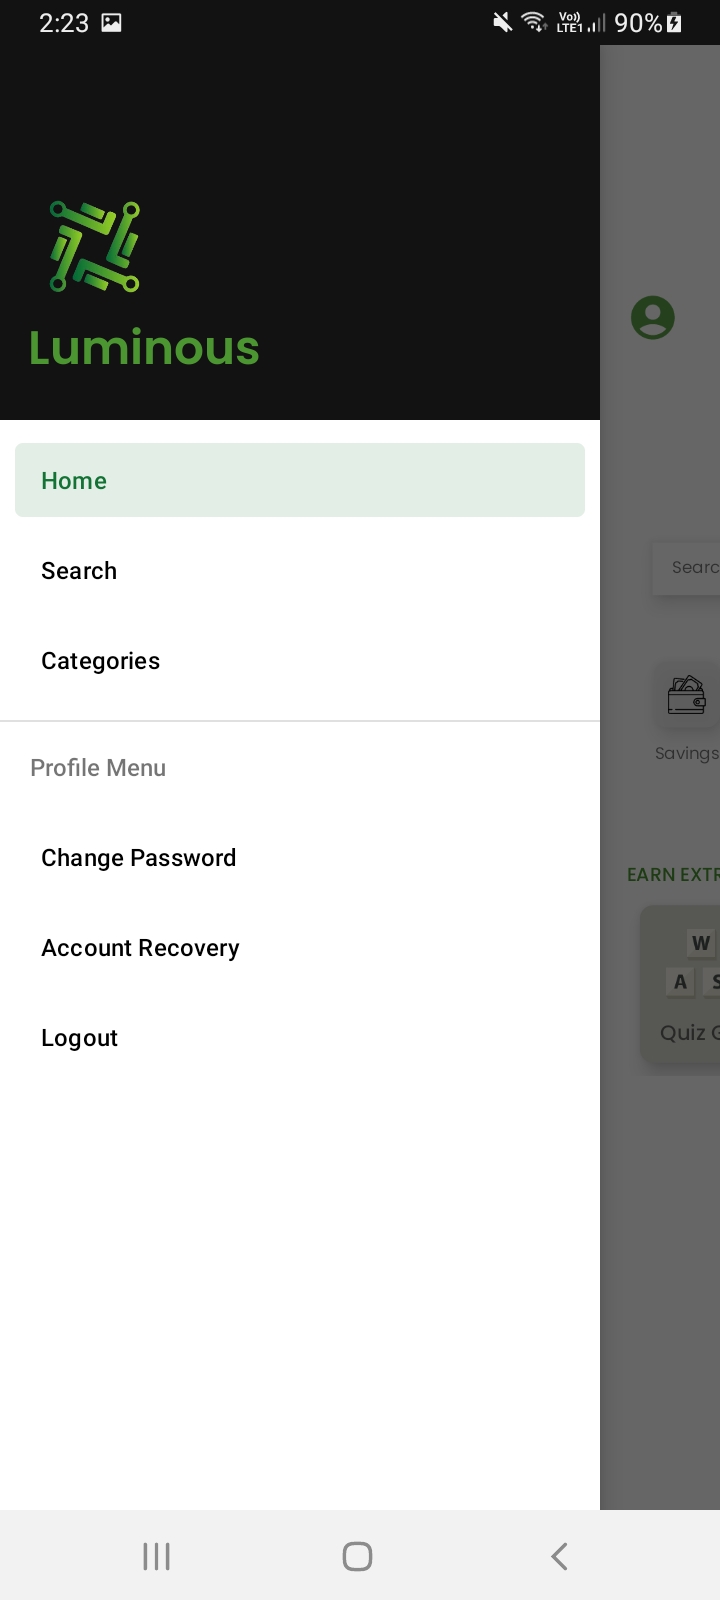 2:23
Vo)) LTE1 90%
Luminous
Home
Search
Categories
Profile Menu
Change Password
Account Recovery
Logout
Searc
Savings
EARN EXTR
W
A S
Quiz G